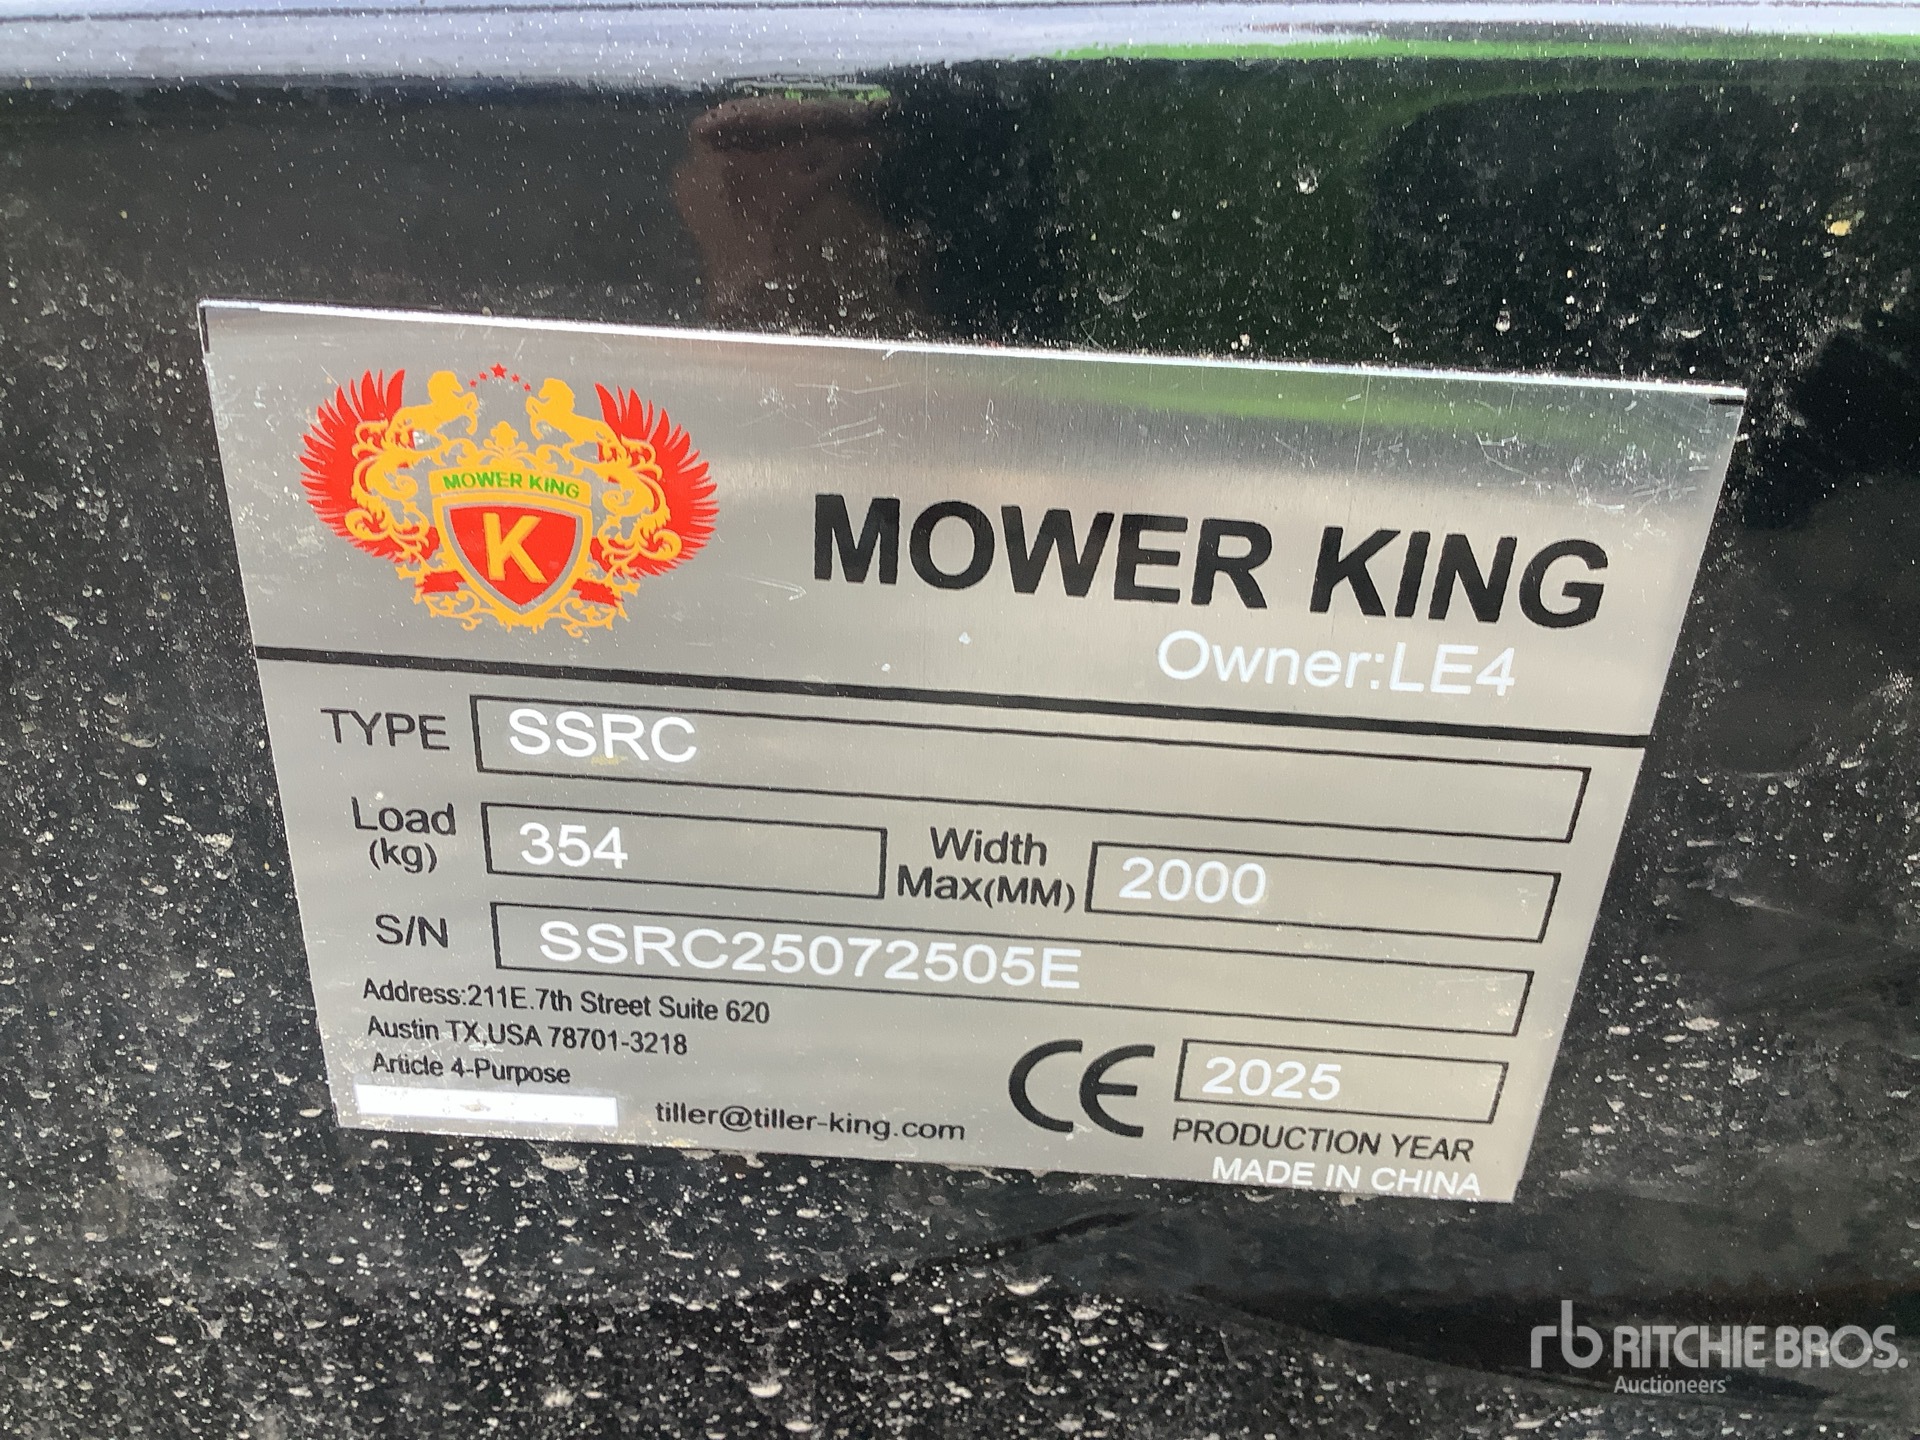 MOWER KING
K
MOWER KING
Owner:LE4
TYPE SSRC
Load (kg) 354 Width Max(MM) 2000
S/N SSRC25072505E
Address:211E.7th Street Suite 620
Austin TX,USA 78701-3218
Article 4-Purpose
tiller@tiller-king.com
CE 2025
PRODUCTION YEAR
MADE IN CHINA
rb RITCHIE BROS.
Auctioneers